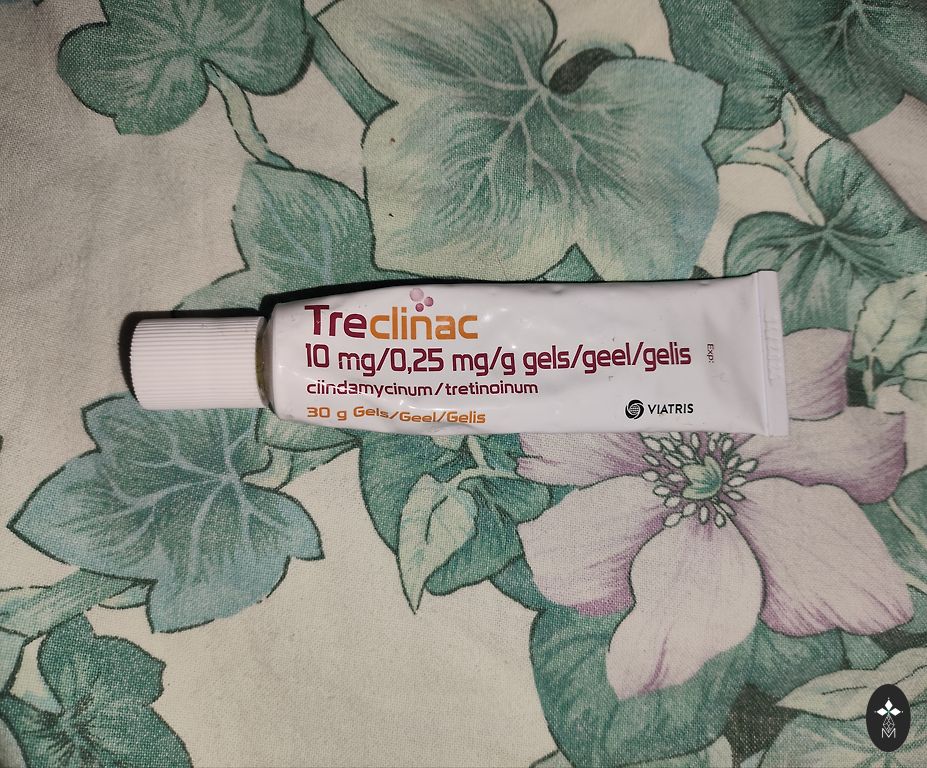 Treclinac
10 mg/0,25 mg/g gels/geel/gelis
clindamycinum/tretinoinum
30 g Gels/Geel/Gelis
VIATRIS
Exp:
M